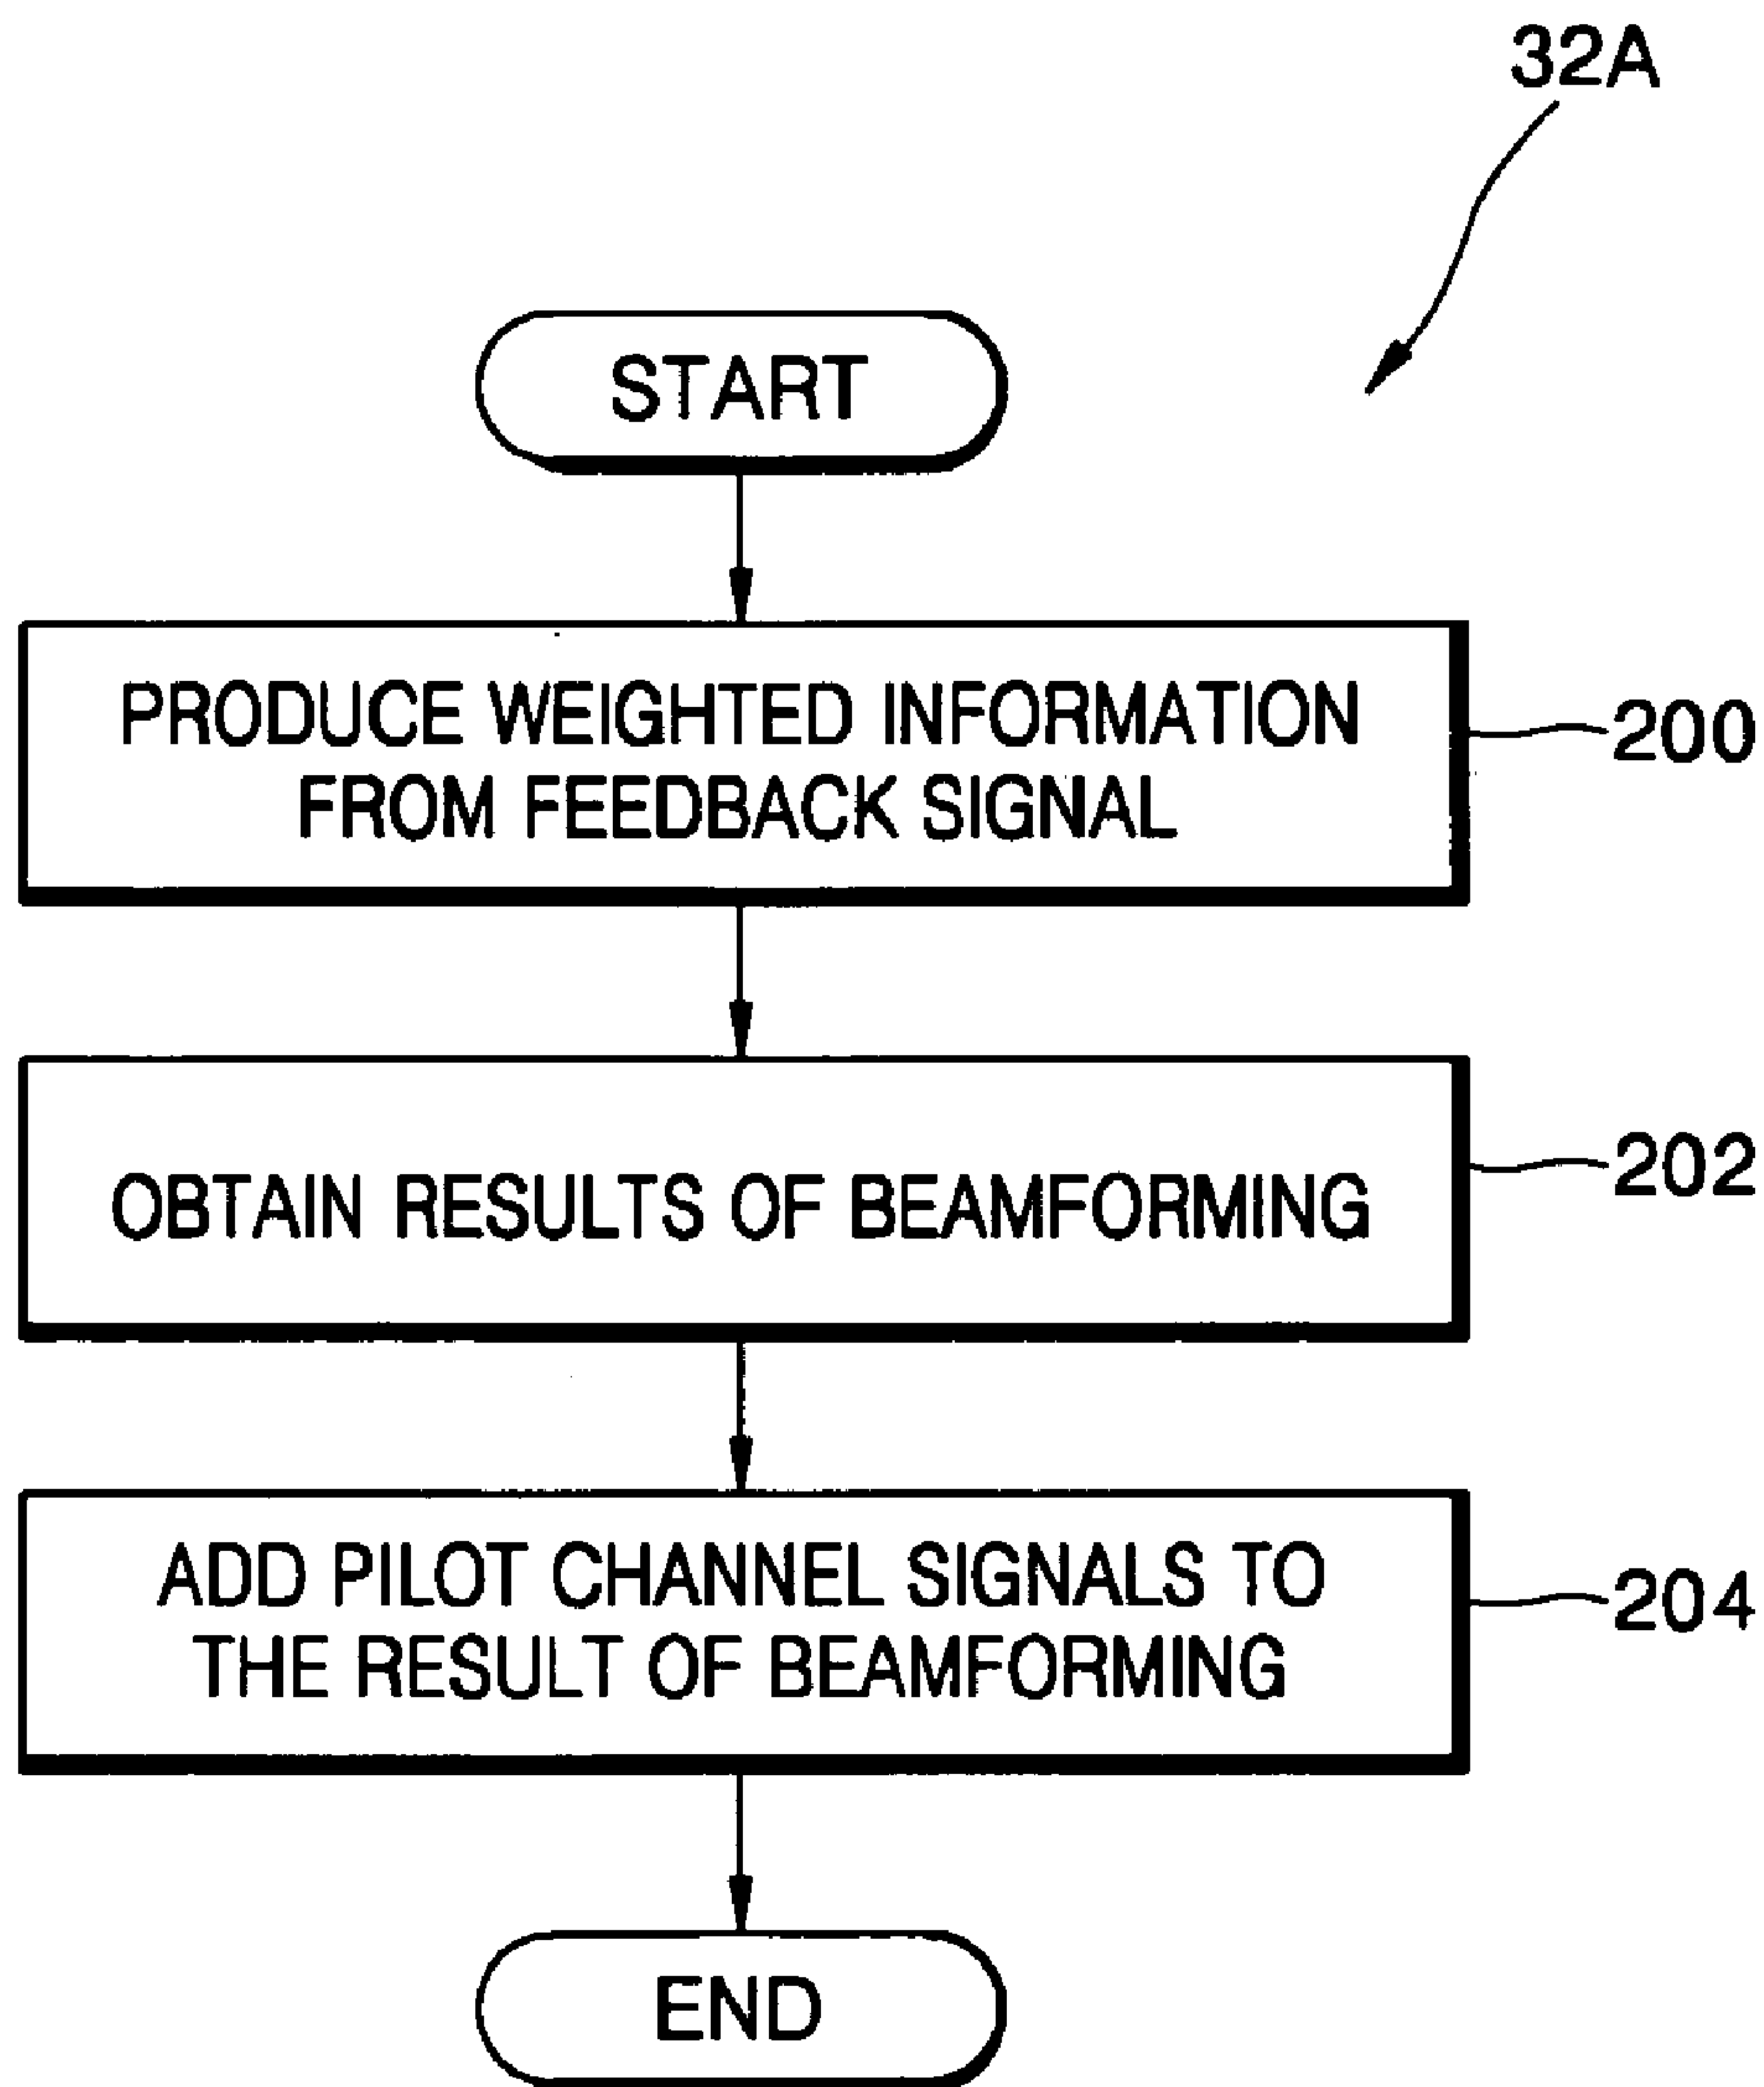 32A
START
PRODUCE WEIGHTED INFORMATION
FROM FEEDBACK SIGNAL
200
OBTAIN RESULTS OF BEAMFORMING
202
ADD PILOT CHANNEL SIGNALS TO
THE RESULT OF BEAMFORMING
204
END